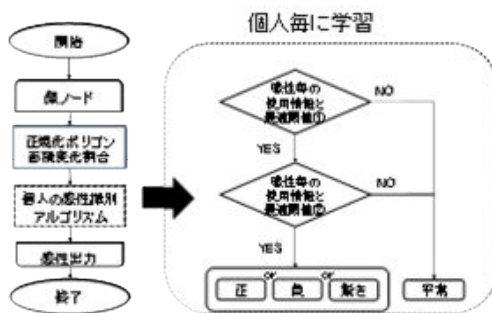 個人毎に学習
開始
顔ノード
正規化ポリゴン
面積変化割合
個人の感性識別
アルゴリズム
感性出力
終了
感性毎の
使用情報と
最適閾値①
NO
YES
感性毎の
使用情報と
最適閾値②
NO
YES
or
or
正
負
驚き
平常